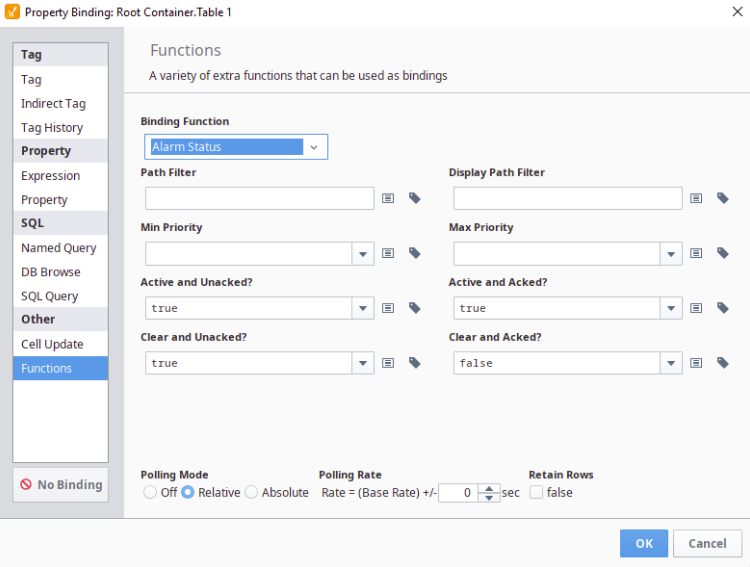 Property Binding: Root Container.Table 1
Tag
Tag
Indirect Tag
Tag History
Property
Expression
Property
SQL
Named Query
DB Browse
SQL Query
Other
Cell Update
Functions
No Binding
Functions
A variety of extra functions that can be used as bindings
Binding Function
Alarm Status
Path Filter Display Path Filter
Min Priority Max Priority
Active and Unacked? Active and Acked?
true true
Clear and Unacked? Clear and Acked?
true false
Polling Mode Polling Rate Retain Rows
Off Relative Absolute Rate = (Base Rate) +/- 0 sec false
OK Cancel